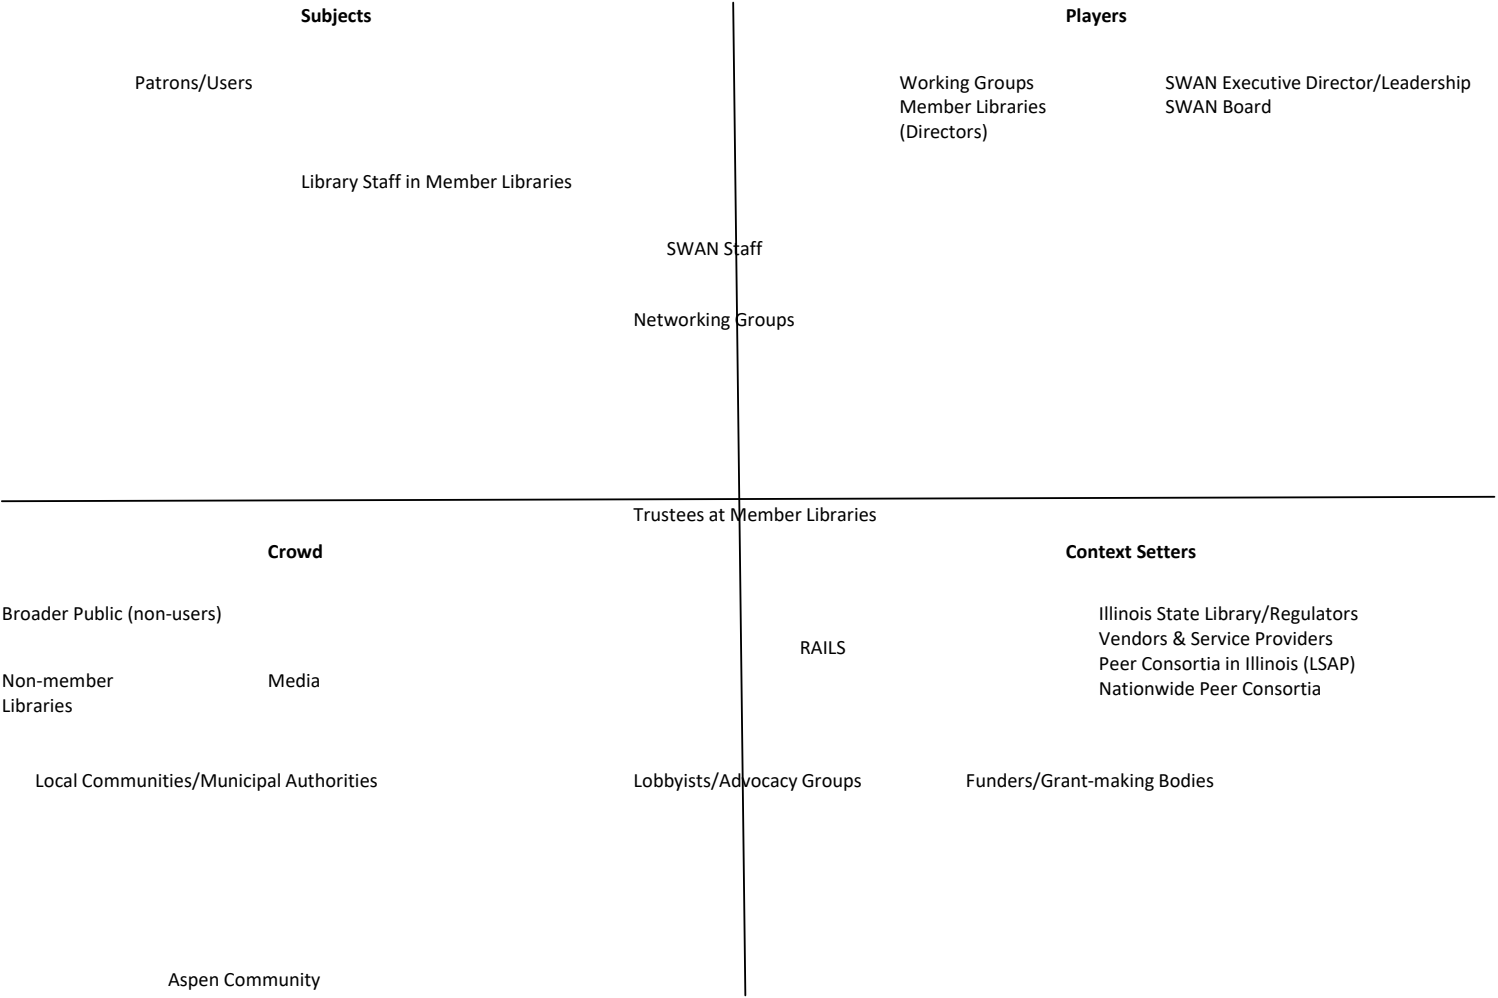 Subjects
Players
Patrons/Users
Working Groups
Member Libraries
(Directors)
SWAN Executive Director/Leadership
SWAN Board
Library Staff in Member Libraries
SWAN Staff
Networking Groups
Trustees at Member Libraries
Crowd
Context Setters
Broader Public (non-users)
Non-member
Libraries
Media
RAILS
Illinois State Library/Regulators
Vendors & Service Providers
Peer Consortia in Illinois (LSAP)
Nationwide Peer Consortia
Local Communities/Municipal Authorities
Lobbyists/Advocacy Groups
Funders/Grant-making Bodies
Aspen Community